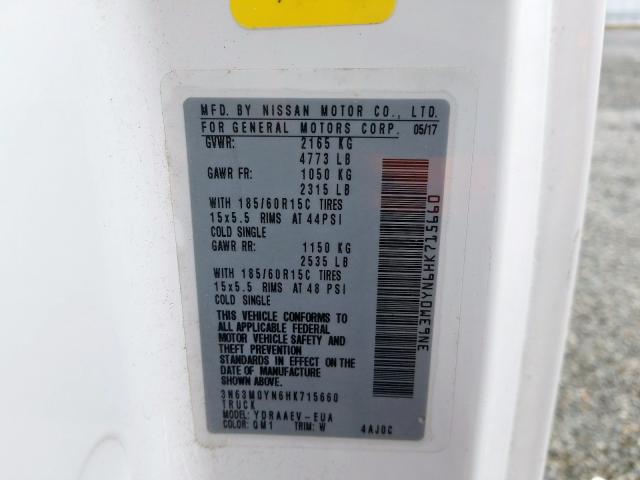 MFD. BY NISSAN MOTOR CO., LTD.
FOR GENERAL MOTORS CORP. 05/17
GVWR: 2165 KG
4773 LB
GAWR FR: 1050 KG
2315 LB
WITH 185/60R15C TIRES
15x5.5 RIMS AT 44PSI
COLD SINGLE
GAWR RR: 1150 KG
2535 LB
WITH 185/60R15C TIRES
15x5.5 RIMS AT 48 PSI
COLD SINGLE
THIS VEHICLE CONFORMS TO
ALL APPLICABLE FEDERAL
MOTOR VEHICLE SAFETY AND
THEFT PREVENTION
STANDARDS IN EFFECT ON THE
DATE OF MANUFACTURE
SHOWN ABOVE.
3N63M0YN6HK715660
TRUCK
MODEL: YDRAAEV-EUA
COLOR: QM1 TRIM: W 4AJ0C
3N63M0YN6HK715660